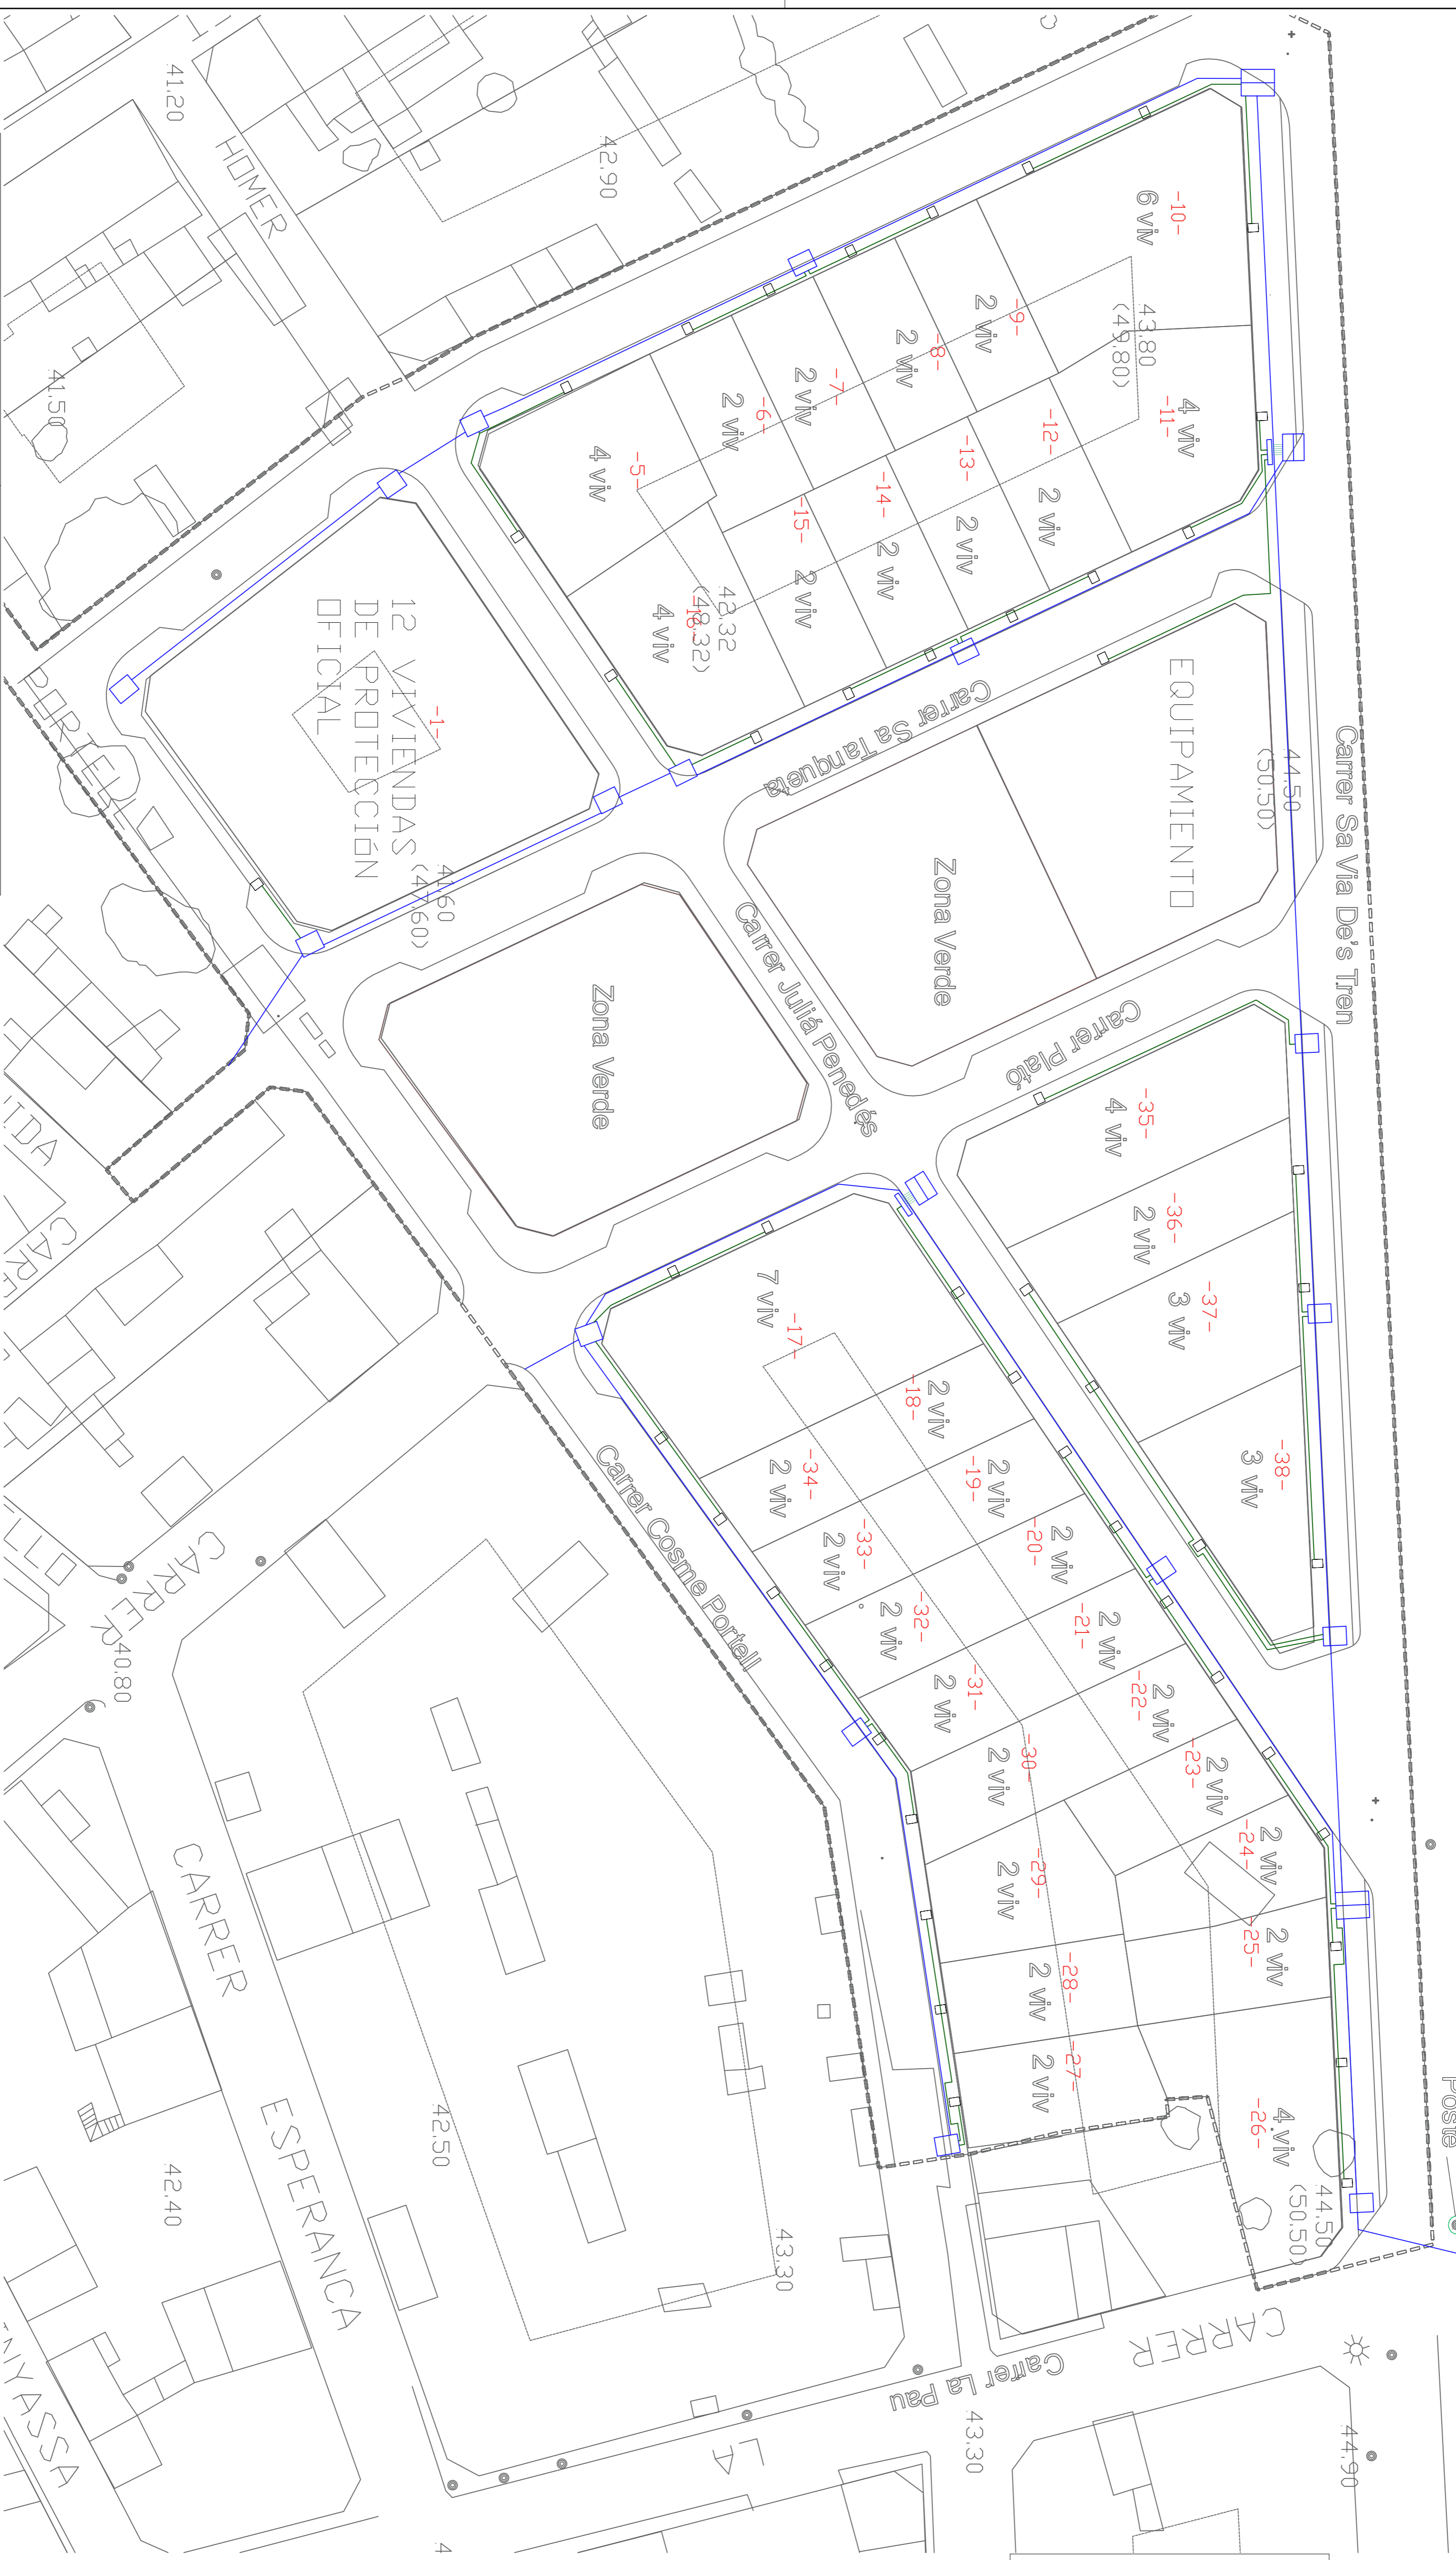 41,20
HOMER
42,90
41,50
-10-
6 viv
43,80
(49,80)
-9-
2 viv
-8-
2 viv
-7-
2 viv
-6-
2 viv
-5-
4 viv
-11-
4 viv
-12-
2 viv
-13-
2 viv
-14-
2 viv
-15-
2 viv
-16-
4 viv
42,32
(48,32)
Carrer Sa Tanqueta
12 VIVIENDAS
DE PROTECCIÓN
OFICIAL
-1-
41,60
(47,60)
EQUIPAMIENTO
44,50
(50,50)
Carrer Sa Via De's Tren
Zona Verde
Carrer Juliá Penedés
Zona Verde
Carrer Plató
-35-
4 viv
-36-
2 viv
-37-
3 viv
-38-
3 viv
-17-
7 viv
-18-
2 viv
-19-
2 viv
-20-
2 viv
-21-
2 viv
-22-
2 viv
-23-
2 viv
-24-
2 viv
-25-
2 viv
-26-
4 viv
-27-
2 viv
-28-
2 viv
-29-
2 viv
-30-
2 viv
-31-
2 viv
-32-
2 viv
-33-
2 viv
-34-
2 viv
Carrer Cosme Portell
44,50
(50,50)
Poste
CARRER
40,80
CARRER
ESPERANCA
42,50
42,40
43,30
CARRER
Carrer La Pau
LA
43,30
44,90